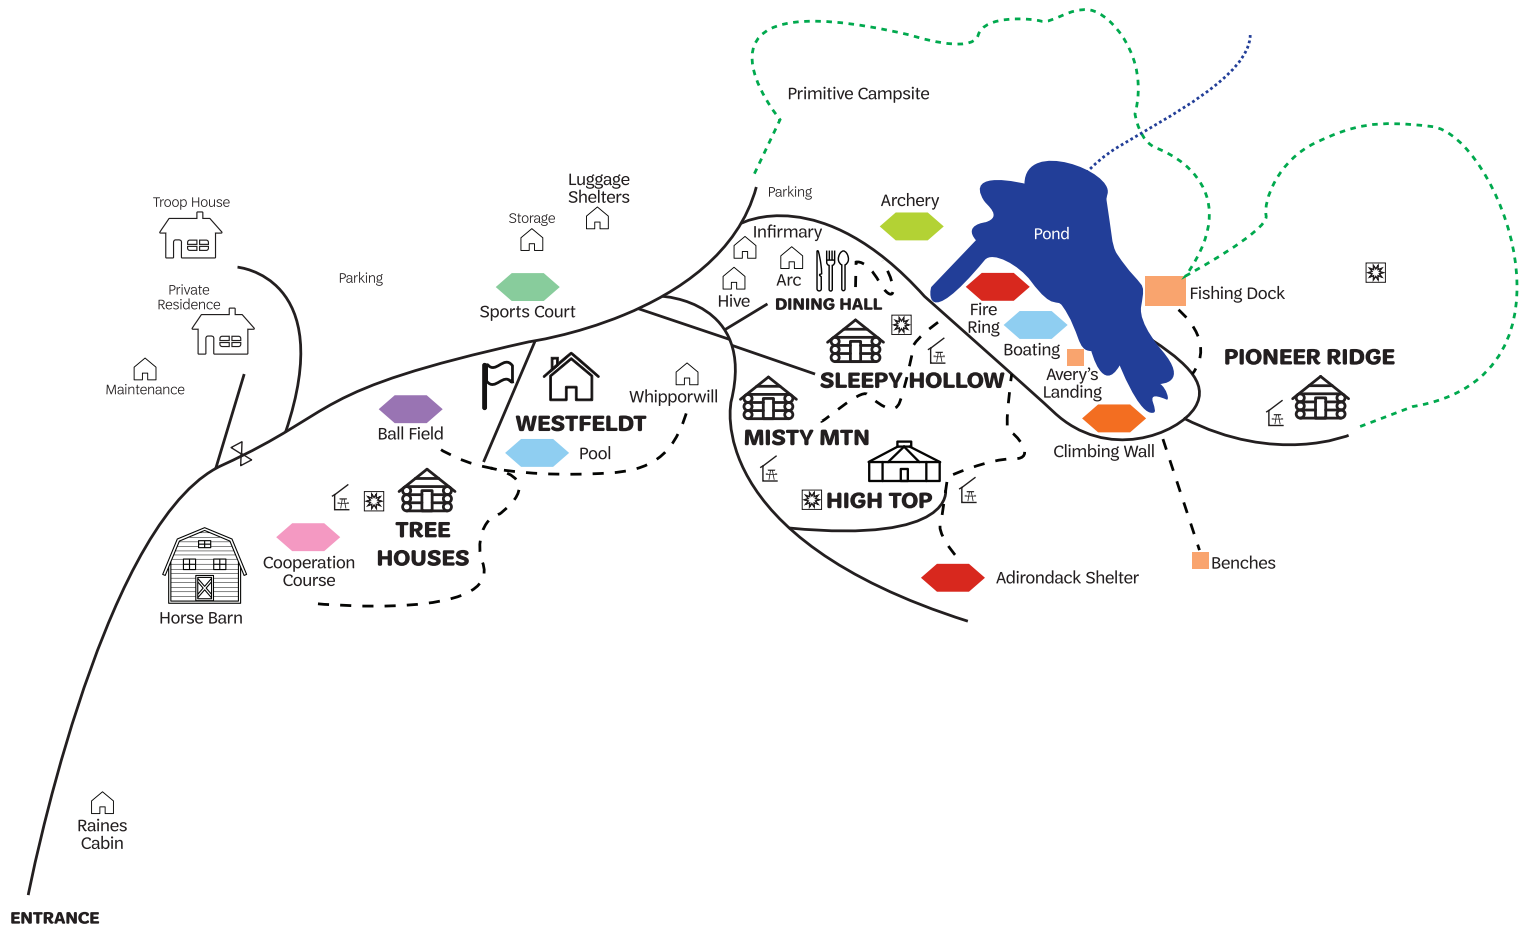 Primitive Campsite
Luggage
Shelters
Troop House
Storage
Parking
Archery
Infirmary
Pond
Parking
Arc
Private
Residence
Hive
DINING HALL
Sports Court
Fishing Dock
Fire
Ring
Boating
PIONEER RIDGE
Maintenance
Whipporwill
SLEEPY HOLLOW
Avery's
Landing
Ball Field
WESTFELDT
MISTY MTN
Pool
Climbing Wall
HIGH TOP
TREE
HOUSES
Cooperation
Course
Benches
Adirondack Shelter
Horse Barn
Raines
Cabin
ENTRANCE